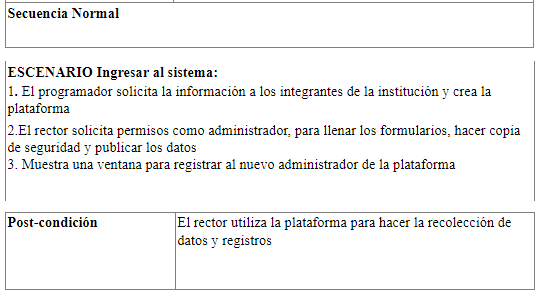 Secuencia Normal
ESCENARIO Ingresar al sistema:
1. El programador solicita la información a los integrantes de la institución y crea la
plataforma
2.El rector solicita permisos como administrador, para llenar los formularios, hacer copia
de seguridad y publicar los datos
3. Muestra una ventana para registrar al nuevo administrador de la plataforma
Post-condición
El rector utiliza la plataforma para hacer la recolección de
datos y registros